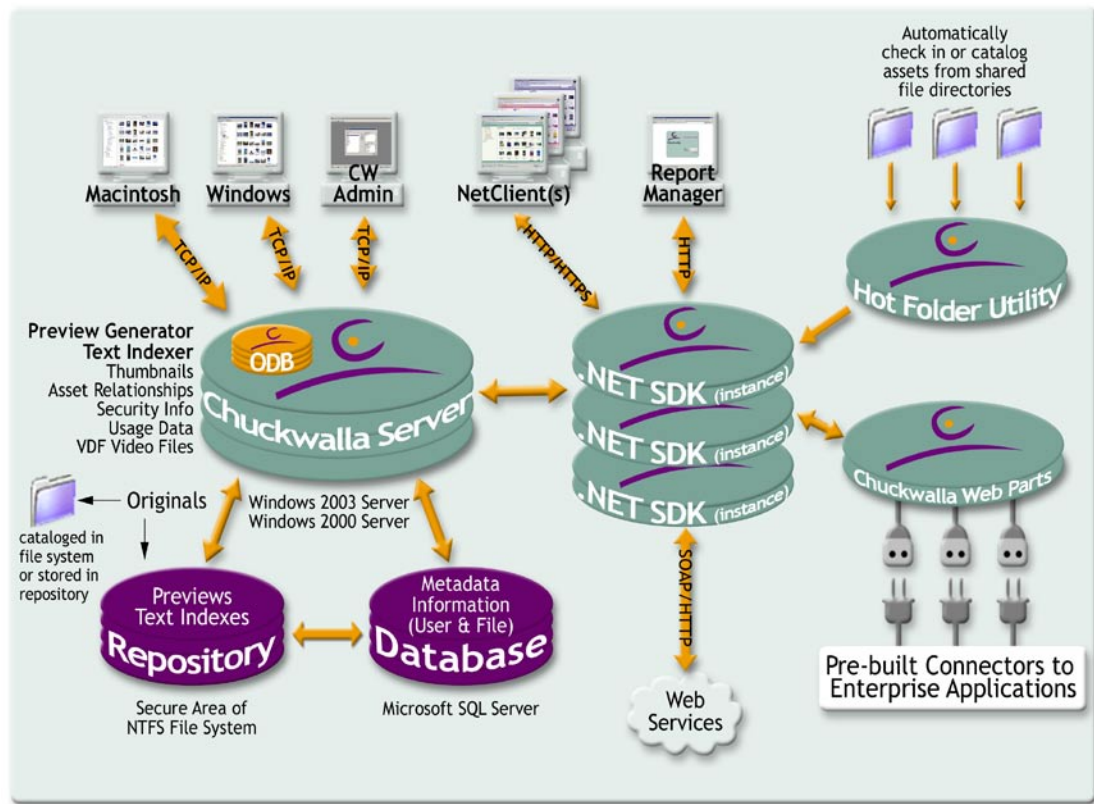 Automatically
check in or catalog
assets from shared
file directories
Macintosh
Windows
CW
Admin
NetClient(s)
Report
Manager
TCP/IP
TCP/IP
TCP/IP
HTTP/HTTPS
HTTP
Hot Folder Utility
Preview Generator
Text Indexer
Thumbnails
Asset Relationships
Security Info
Usage Data
VDF Video Files
C
ODB
Chuckwalla Server
.NET SDK (instance)
.NET SDK (instance)
.NET SDK (instance)
Chuckwalla Web Parts
Originals
Windows 2003 Server
Windows 2000 Server
cataloged in
file system
or stored in
repository
Previews
Text Indexes
Repository
Metadata
Information
(User & File)
Database
SOAP/HTTP
Secure Area of
NTFS File System
Microsoft SQL Server
Web
Services
Pre-built Connectors to
Enterprise Applications